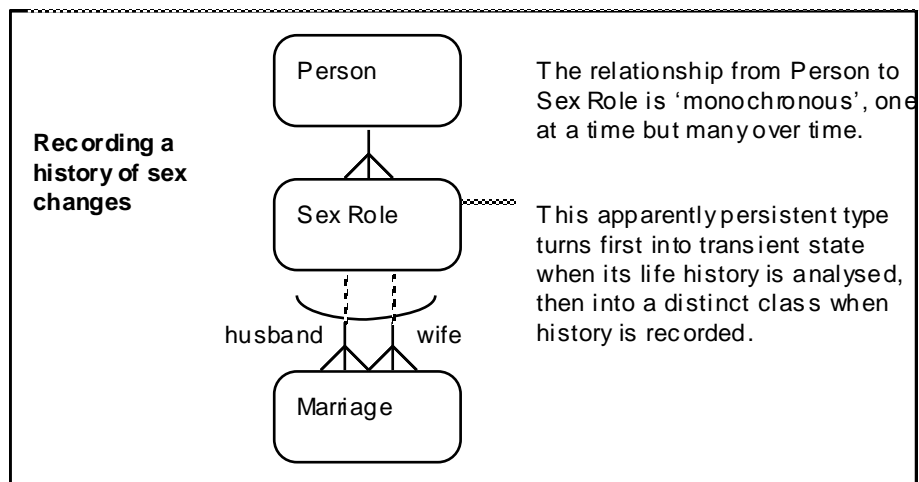 Person
The relationship from Person to
Sex Role is ‘monochronous’, one
at a time but many over time.
Recording a
history of sex
changes
Sex Role
This apparently persistent type
turns first into transient state
when its life history is analysed,
then into a distinct class when
history is recorded.
husband
wife
Marriage